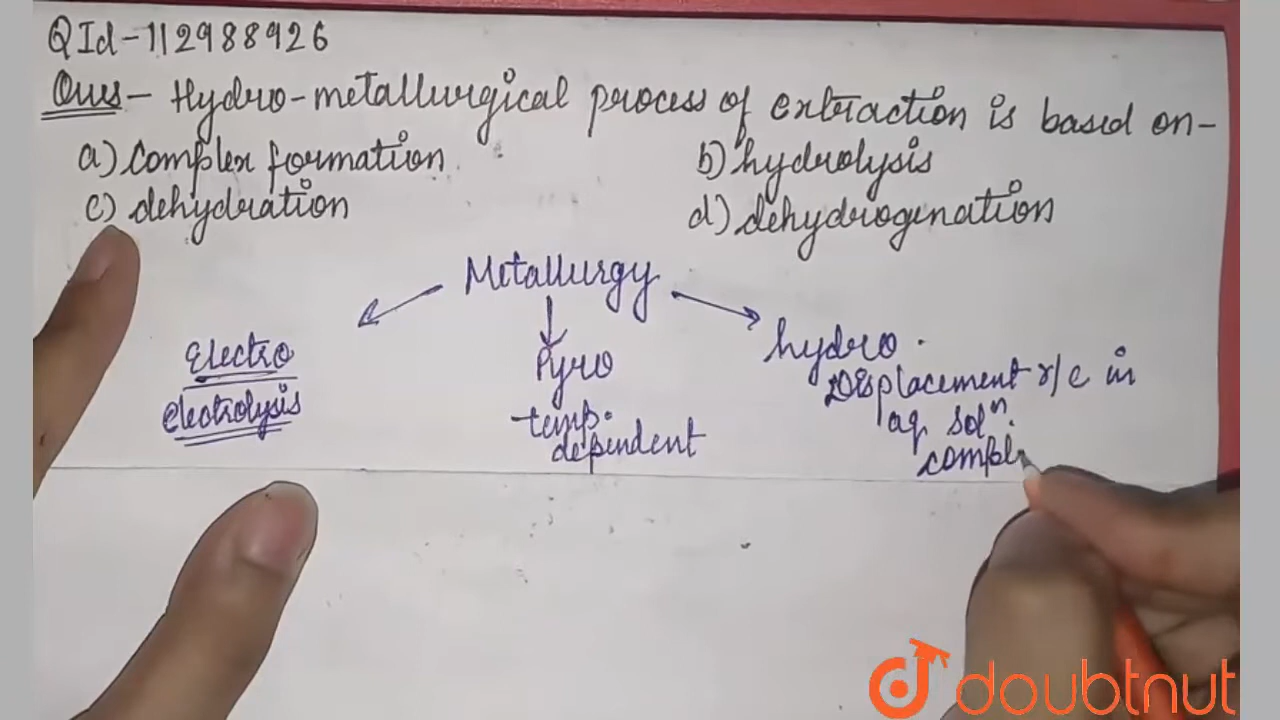 QId-112988926
Ques- Hydro-metallurgical process of extraction is based on-
a) complex formation
b) hydrolysis
c) dehydration
d) dehydrogenation
Metallurgy
Electro
Electrolysis
Pyro
temp.
dependent
hydro.
Displacement r/c in
aq solⁿ.
compl
doubtnut